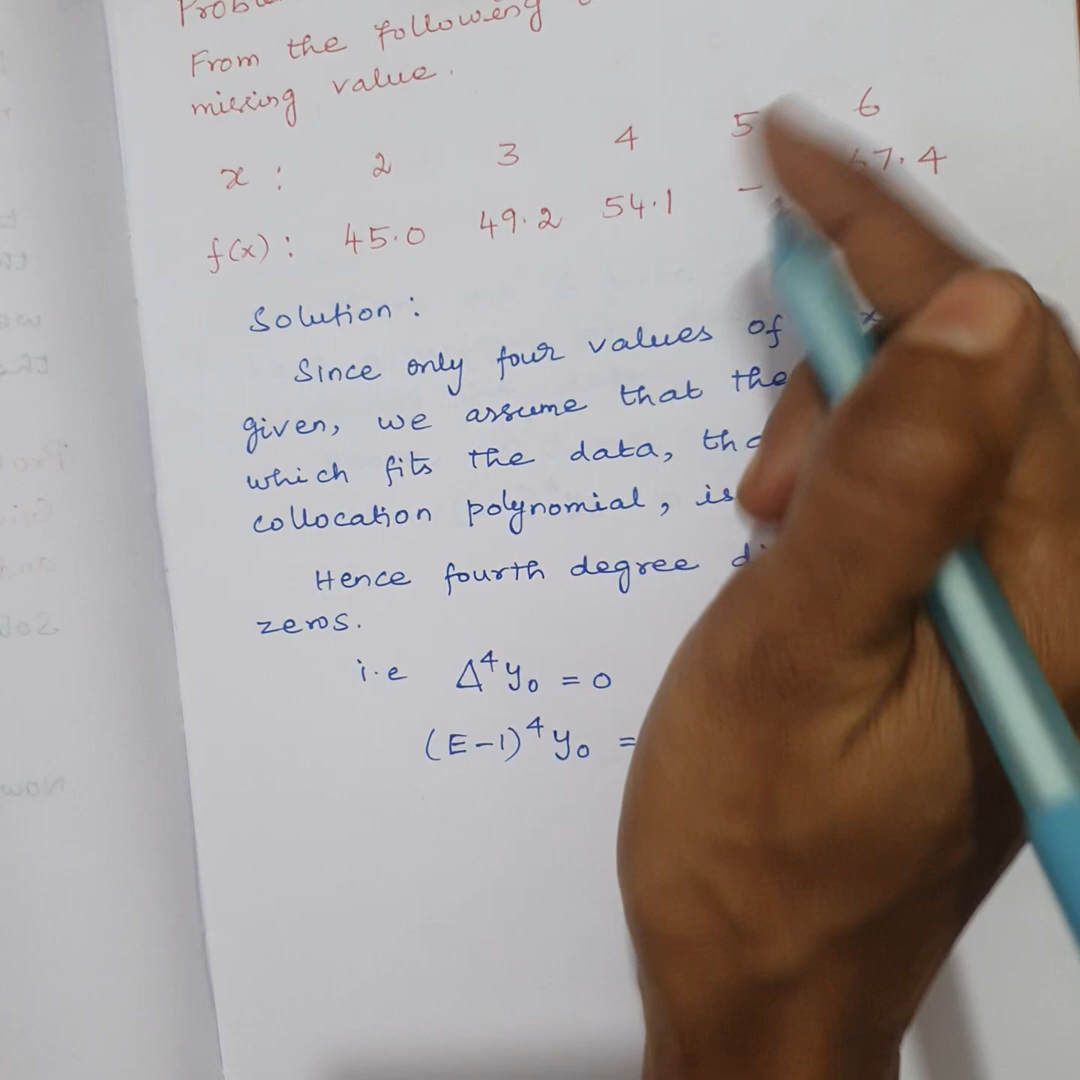 From the following
missing value.
x : 2 3 4 5 6
f(x) : 45.0 49.2 54.1 - 67.4
Solution :
Since only four values of
given, we assume that the
which fits the data, the
collocation polynomial, is
Hence fourth degree
zeros.
i.e Δ⁴y₀ = 0
(E-1)⁴y₀ =